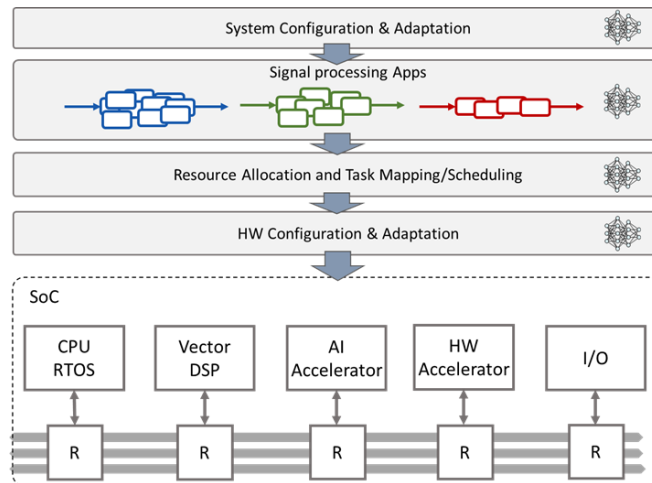 System Configuration & Adaptation
Signal processing Apps
Resource Allocation and Task Mapping/Scheduling
HW Configuration & Adaptation
SoC
CPU
RTOS
Vector
DSP
AI
Accelerator
HW
Accelerator
I/O
R
R
R
R
R